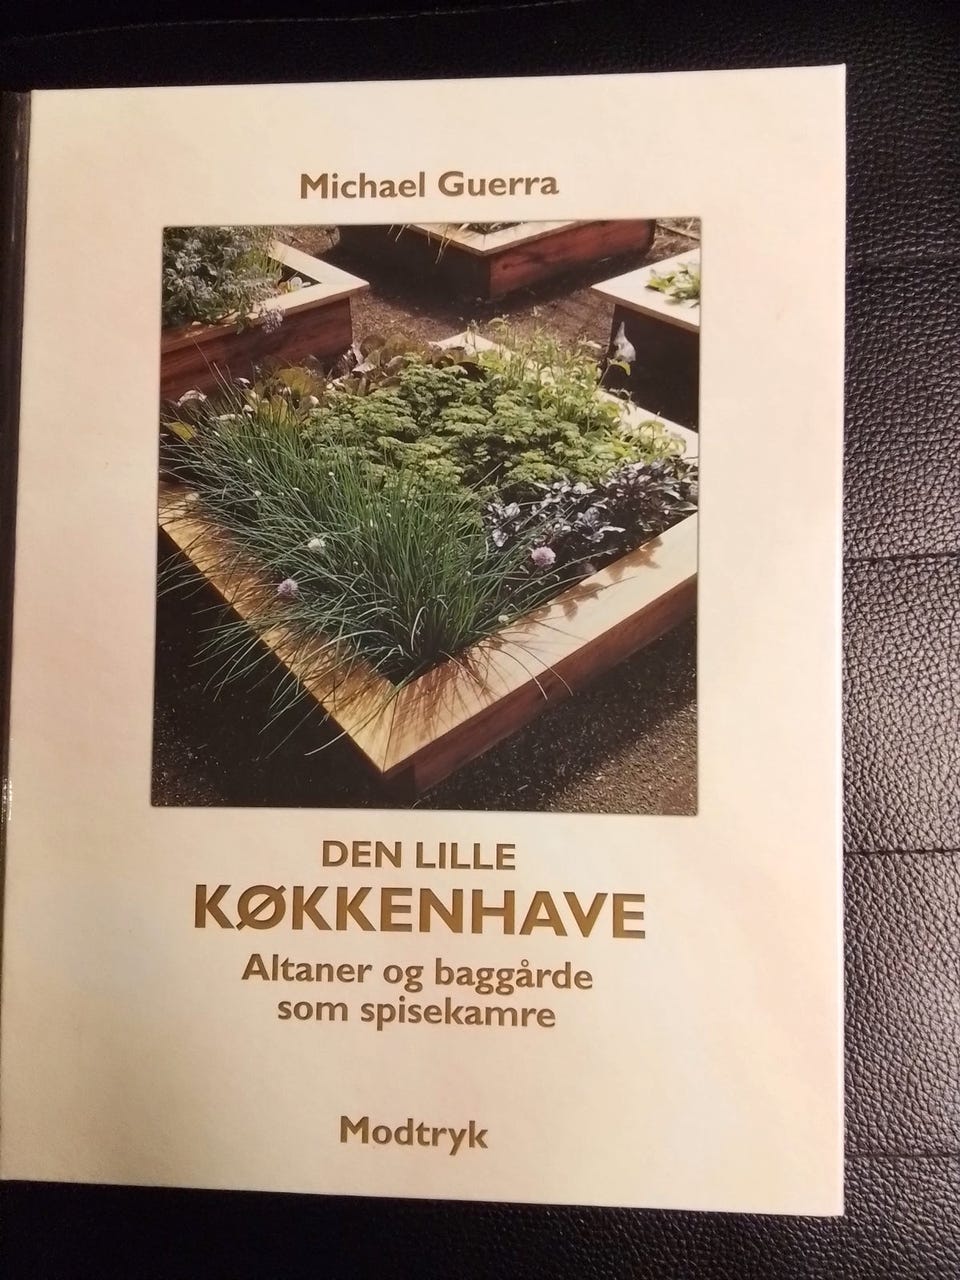 Michael Guerra
DEN LILLE
KØKKENHAVE
Altaner og baggårde
som spisekamre
Modtryk